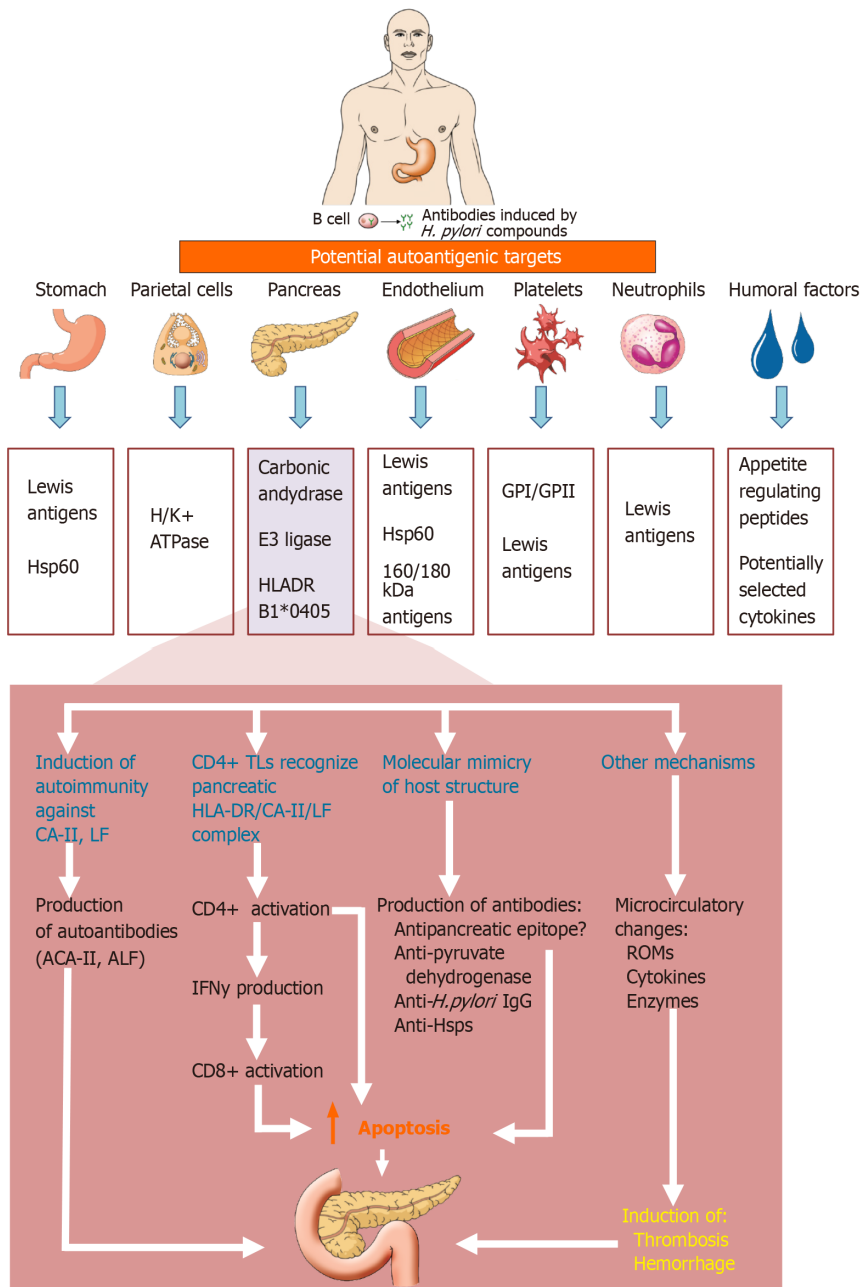 B cell
Antibodies induced by
H. pylori compounds
Potential autoantigenic targets
Stomach
Parietal cells
Pancreas
Endothelium
Platelets
Neutrophils
Humoral factors
Lewis
antigens
Hsp60
H/K+
ATPase
Carbonic
andydrase
E3 ligase
HLADR
B1*0405
Lewis
antigens
Hsp60
160/180
kDa
antigens
GPI/GPII
Lewis
antigens
Lewis
antigens
Appetite
regulating
peptides
Potentially
selected
cytokines
Induction of
autoimmunity
against
CA-II, LF
CD4+ TLs recognize
pancreatic
HLA-DR/CA-II/LF
complex
Molecular mimicry
of host structure
Other mechanisms
Production
of autoantibodies
(ACA-II, ALF)
CD4+ activation
IFNy production
CD8+ activation
Production of antibodies:
Antipancreatic epitope?
Anti-pyruvate
dehydrogenase
Anti-H.pylori IgG
Anti-Hsps
Microcirculatory
changes:
ROMs
Cytokines
Enzymes
Apoptosis
Induction of:
Thrombosis
Hemorrhage